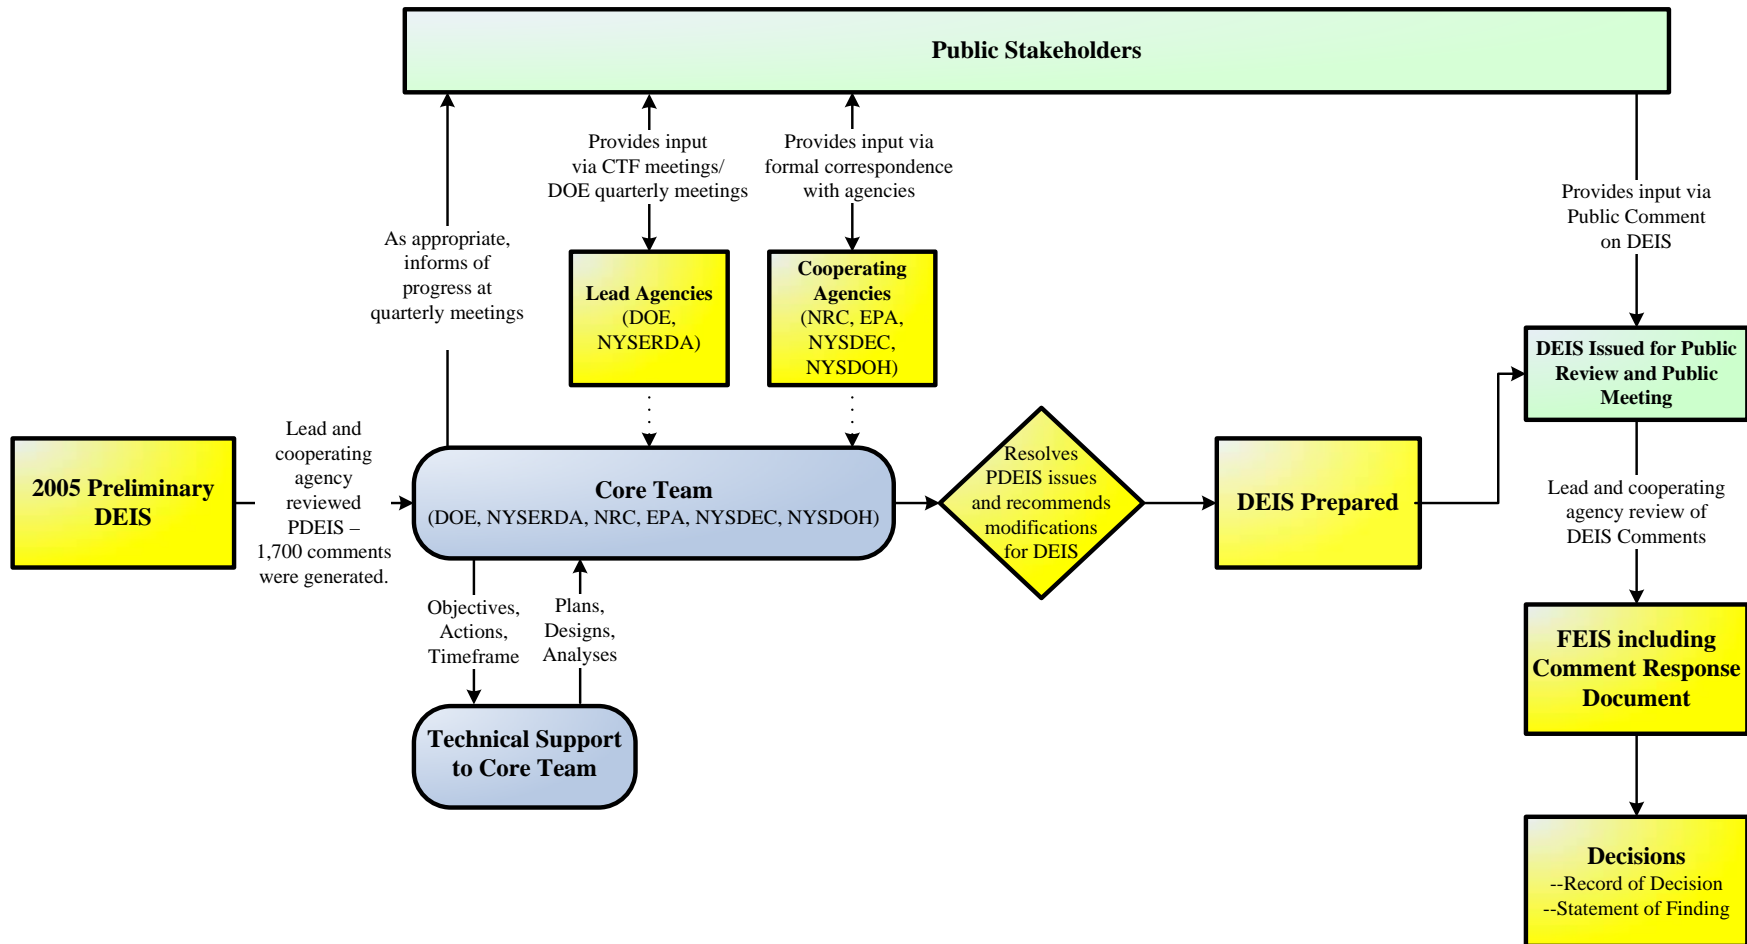 Public Stakeholders
Provides input
via CTF meetings/
DOE quarterly meetings
Provides input via
formal correspondence
with agencies
Provides input via
Public Comment
on DEIS
As appropriate,
informs of
progress at
quarterly meetings
Lead Agencies
(DOE,
NYSERDA)
Cooperating
Agencies
(NRC, EPA,
NYSDEC,
NYSDOH)
DEIS Issued for Public
Review and Public
Meeting
2005 Preliminary
DEIS
Lead and
cooperating
agency
reviewed
PDEIS –
1,700 comments
were generated.
Core Team
(DOE, NYSERDA, NRC, EPA, NYSDEC, NYSDOH)
Resolves
PDEIS issues
and recommends
modifications
for DEIS
DEIS Prepared
Lead and cooperating
agency review of
DEIS Comments
Objectives,
Actions,
Timeframe
Plans,
Designs,
Analyses
Technical Support
to Core Team
FEIS including
Comment Response
Document
Decisions
--Record of Decision
--Statement of Finding